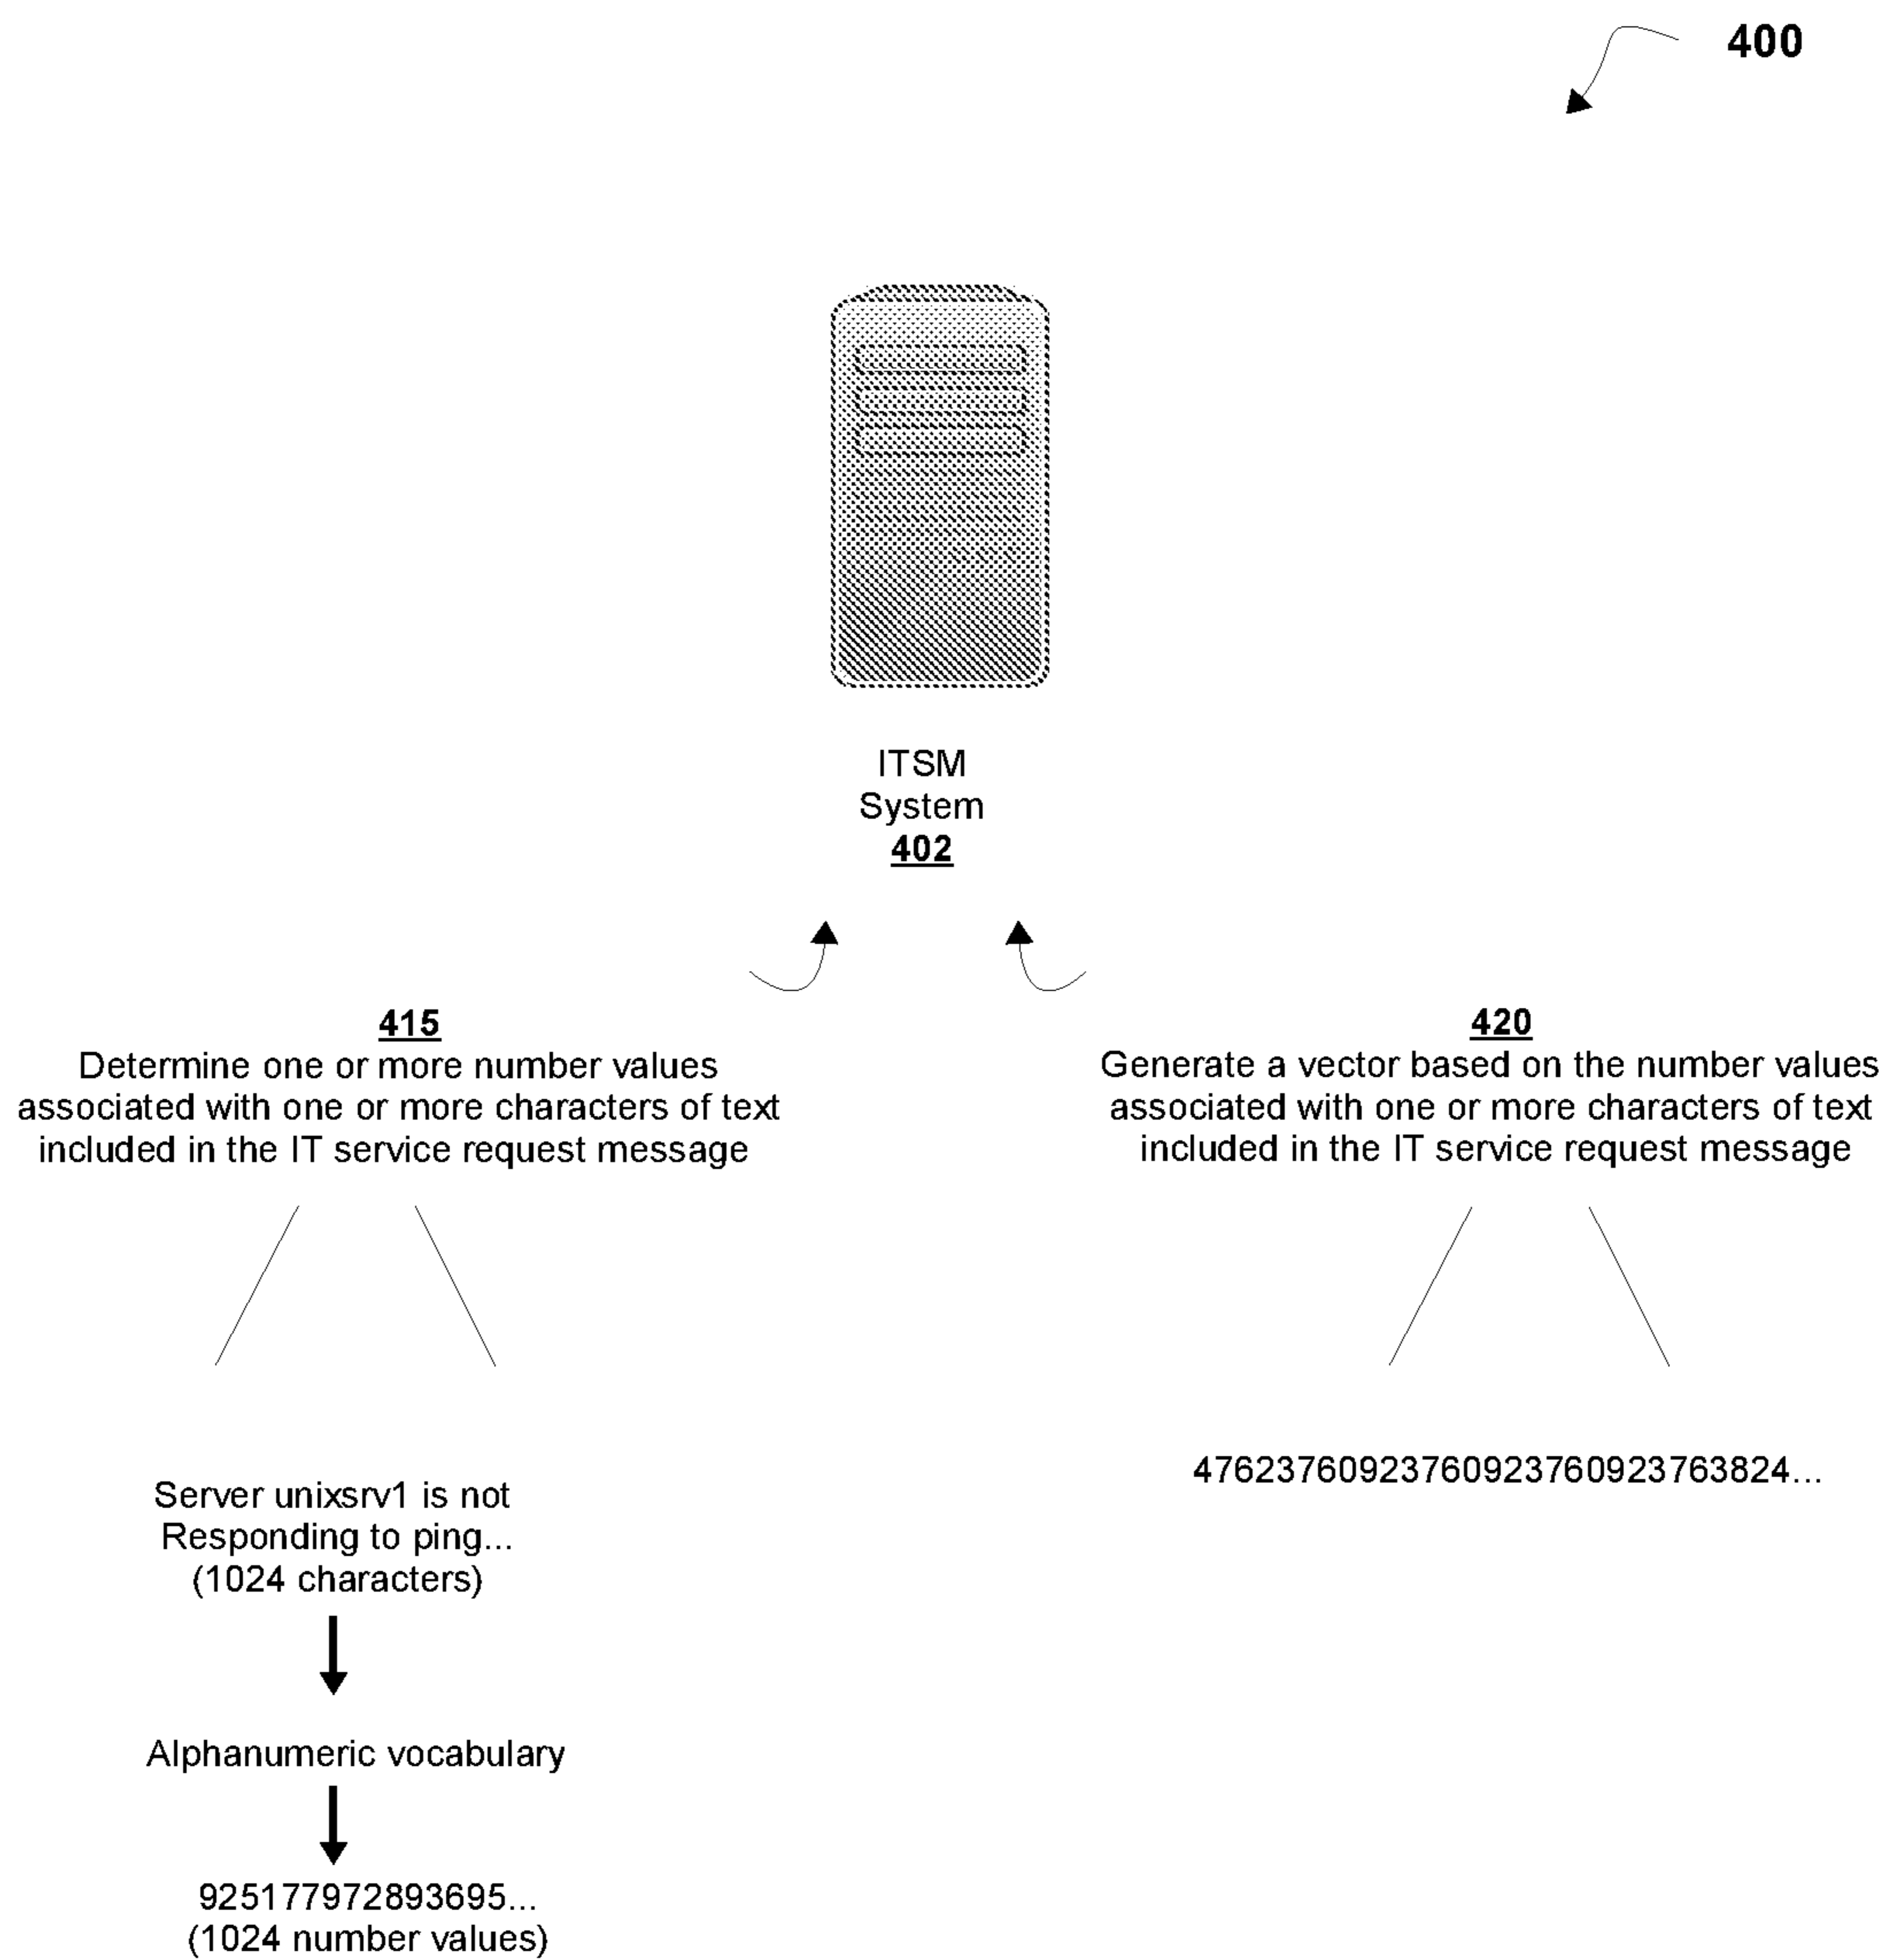 400
ITSM
System
402
415
Determine one or more number values
associated with one or more characters of text
included in the IT service request message
420
Generate a vector based on the number values
associated with one or more characters of text
included in the IT service request message
Server unixsrv1 is not
Responding to ping...
(1024 characters)
Alphanumeric vocabulary
925177972893695...
(1024 number values)
47623760923760923760923763824...